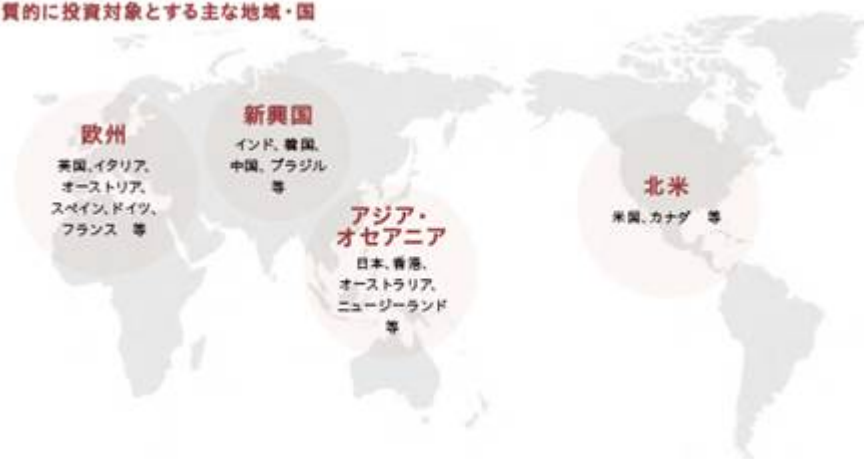 質的に投資対象とする主な地域・国
欧州
英国、イタリア、
オーストリア、
スペイン、ドイツ、
フランス 等
新興国
インド、韓国、
中国、ブラジル
等
アジア・
オセアニア
日本、香港、
オーストラリア、
ニュージーランド
等
北米
米国、カナダ 等